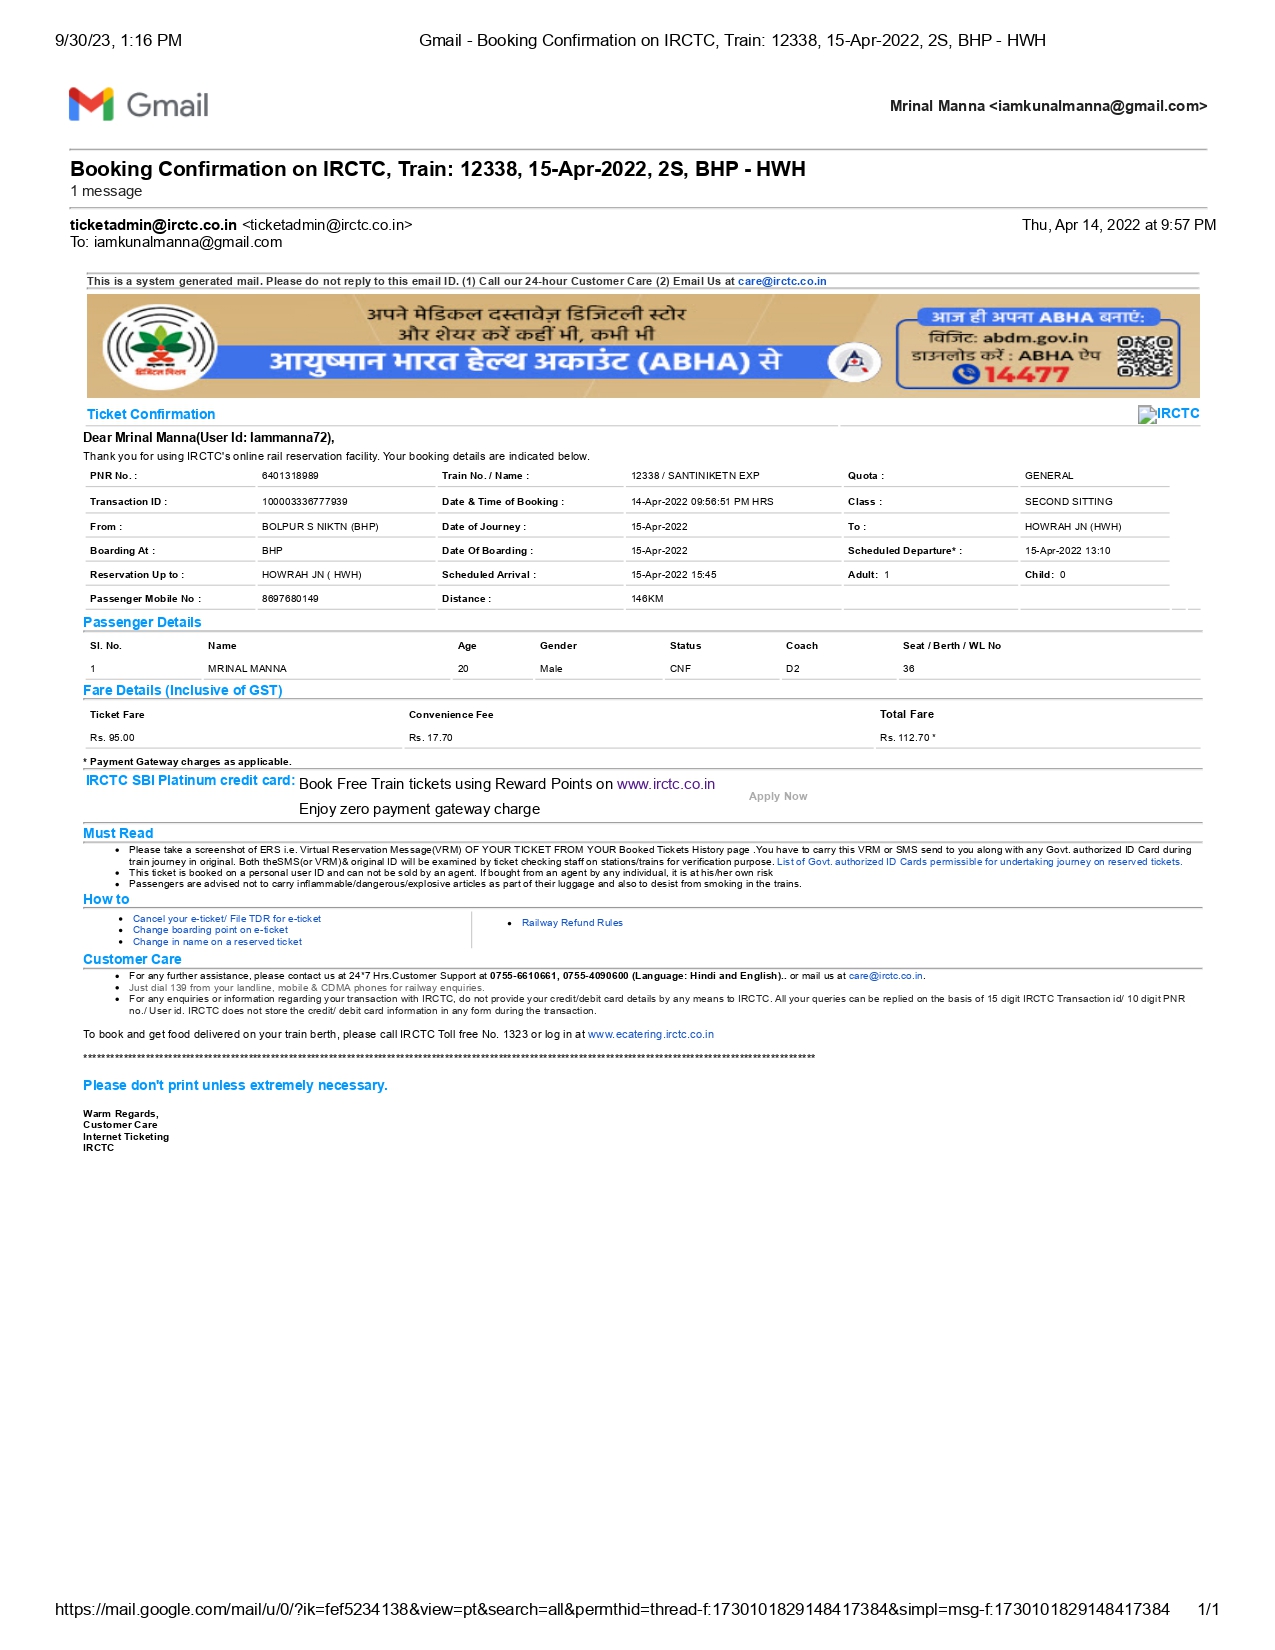 9/30/23, 1:16 PM
Gmail - Booking Confirmation on IRCTC, Train: 12338, 15-Apr-2022, 2S, BHP - HWH
Gmail
Mrinal Manna <iamkunalmanna@gmail.com>
Booking Confirmation on IRCTC, Train: 12338, 15-Apr-2022, 2S, BHP - HWH
1 message
ticketadmin@irctc.co.in <ticketadmin@irctc.co.in>
Thu, Apr 14, 2022 at 9:57 PM
To: iamkunalmanna@gmail.com
This is a system generated mail. Please do not reply to this email ID. (1) Call our 24-hour Customer Care (2) Email Us at care@irctc.co.in
अपने मेडिकल दस्तावेज़ डिजिटली स्टोर
और शेयर करें कहीं भी, कभी भी
आयुष्मान भारत हेल्थ अकाउंट (ABHA) से
आज ही अपना ABHA बनाएं:
विजिट: abdm.gov.in
डाउनलोड करें : ABHA ऐप
14477
Ticket Confirmation
IRCTC
Dear Mrinal Manna(User Id: Iammanna72),
Thank you for using IRCTC's online rail reservation facility. Your booking details are indicated below.
PNR No. : 6401318989 Train No. / Name : 12338 / SANTINIKETN EXP Quota : GENERAL
Transaction ID : 100003336777939 Date & Time of Booking : 14-Apr-2022 09:56:51 PM HRS Class : SECOND SITTING
From : BOLPUR S NIKTN (BHP) Date of Journey : 15-Apr-2022 To : HOWRAH JN (HWH)
Boarding At : BHP Date Of Boarding : 15-Apr-2022 Scheduled Departure* : 15-Apr-2022 13:10
Reservation Up to : HOWRAH JN ( HWH) Scheduled Arrival : 15-Apr-2022 15:45 Adult: 1 Child: 0
Passenger Mobile No : 8697680149 Distance : 146KM
Passenger Details
Sl. No. Name Age Gender Status Coach Seat / Berth / WL No
1 MRINAL MANNA 20 Male CNF D2 36
Fare Details (Inclusive of GST)
Ticket Fare Convenience Fee Total Fare
Rs. 95.00 Rs. 17.70 Rs. 112.70 *
* Payment Gateway charges as applicable.
IRCTC SBI Platinum credit card: Book Free Train tickets using Reward Points on www.irctc.co.in
Apply Now
Enjoy zero payment gateway charge
Must Read
• Please take a screenshot of ERS i.e. Virtual Reservation Message(VRM) OF YOUR TICKET FROM YOUR Booked Tickets History page .You have to carry this VRM or SMS send to you along with any Govt. authorized ID Card during
train journey in original. Both theSMS(or VRM)& original ID will be examined by ticket checking staff on stations/trains for verification purpose. List of Govt. authorized ID Cards permissible for undertaking journey on reserved tickets.
• This ticket is booked on a personal user ID and can not be sold by an agent. If bought from an agent by any individual, it is at his/her own risk
• Passengers are advised not to carry inflammable/dangerous/explosive articles as part of their luggage and also to desist from smoking in the trains.
How to
• Cancel your e-ticket/ File TDR for e-ticket
• Change boarding point on e-ticket
• Change in name on a reserved ticket
• Railway Refund Rules
Customer Care
• For any further assistance, please contact us at 24*7 Hrs.Customer Support at 0755-6610661, 0755-4090600 (Language: Hindi and English).. or mail us at care@irctc.co.in.
• Just dial 139 from your landline, mobile & CDMA phones for railway enquiries.
• For any enquiries or information regarding your transaction with IRCTC, do not provide your credit/debit card details by any means to IRCTC. All your queries can be replied on the basis of 15 digit IRCTC Transaction id/ 10 digit PNR
no./ User id. IRCTC does not store the credit/ debit card information in any form during the transaction.
To book and get food delivered on your train berth, please call IRCTC Toll free No. 1323 or log in at www.ecatering.irctc.co.in
Please don't print unless extremely necessary.
Warm Regards,
Customer Care
Internet Ticketing
IRCTC
https://mail.google.com/mail/u/0/?ik=fef5234138&view=pt&search=all&permthid=thread-f:1730101829148417384&simpl=msg-f:1730101829148417384
1/1